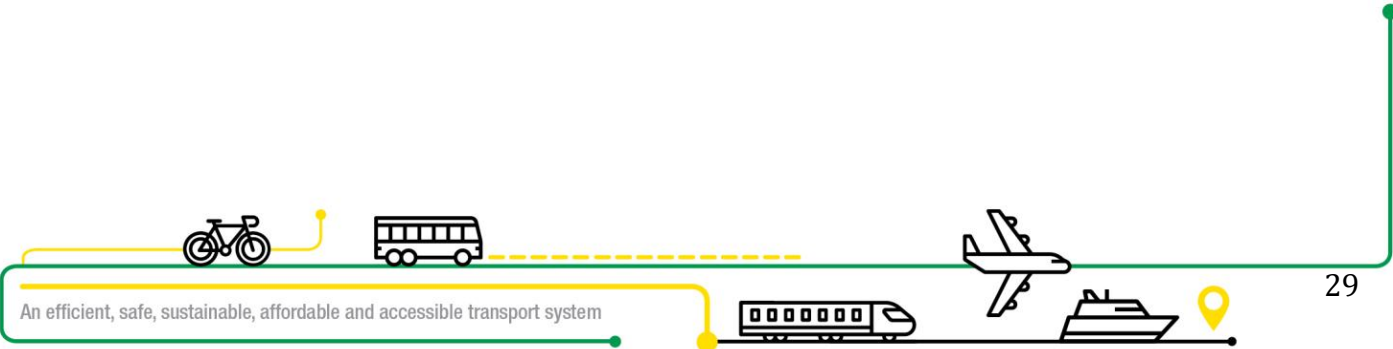 29
An efficient, safe, sustainable, affordable and accessible transport system